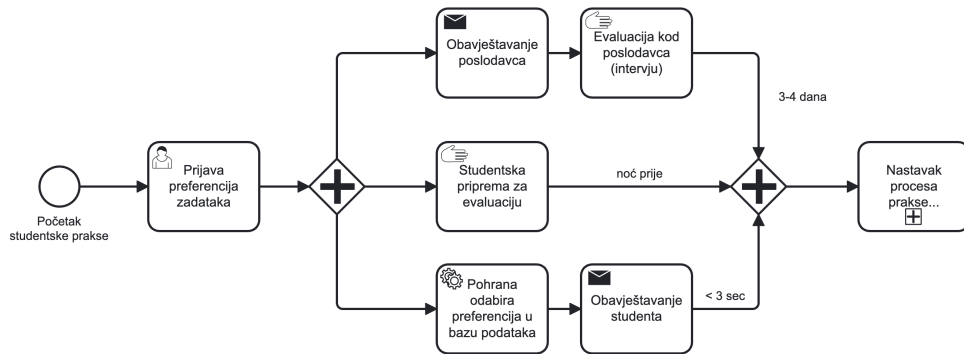 Obavještavanje
poslodavca
Evaluacija kod
poslodavca
(intervju)
3-4 dana
Prijava
preferencija
zadataka
Studentska
priprema za
evaluaciju
noć prije
Nastavak
procesa
prakse...
Početak
studentske prakse
Pohrana
odabira
preferencija u
bazu podataka
Obavještavanje
studenta
< 3 sec